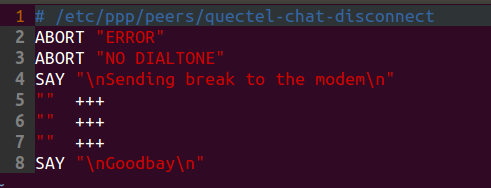 1 # /etc/ppp/peers/quectel-chat-disconnect
2 ABORT "ERROR"
3 ABORT "NO DIALTONE"
4 SAY "\nSending break to the modem\n"
5 "" +++
6 "" +++
7 "" +++
8 SAY "\nGoodbay\n"
~